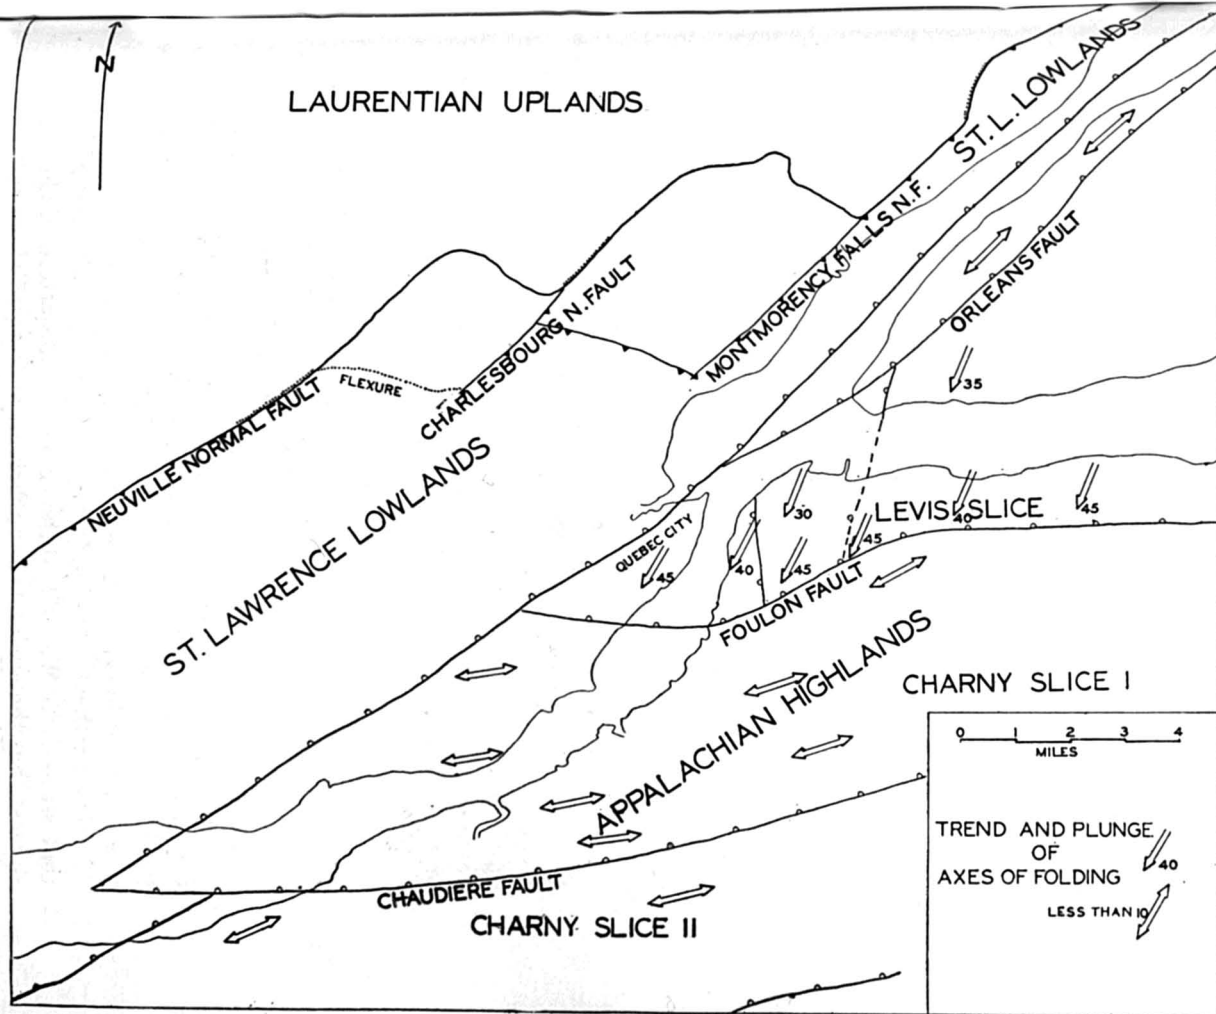 N
LAURENTIAN UPLANDS
ST. L. LOWLANDS
MONTMORENCY FALLS N.F.
ORLEANS FAULT
CHARLESBOURG N. FAULT
FLEXURE
NEUVILLE NORMAL FAULT
35
ST. LAWRENCE LOWLANDS
30
LEVIS SLICE
40
45
QUEBEC CITY
45
40
45
45
FOULON FAULT
APPALACHIAN HIGHLANDS
CHARNY SLICE I
0 1 2 3 4
MILES
TREND AND PLUNGE
OF
AXES OF FOLDING
40
LESS THAN 10
CHAUDIERE FAULT
CHARNY SLICE II